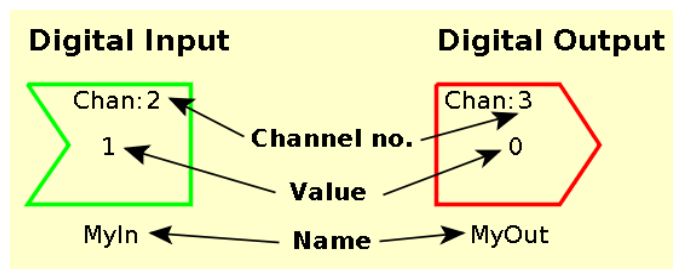 Digital Input
Digital Output
Chan: 2
Chan: 3
Channel no.
1
0
Value
MyIn
Name
MyOut